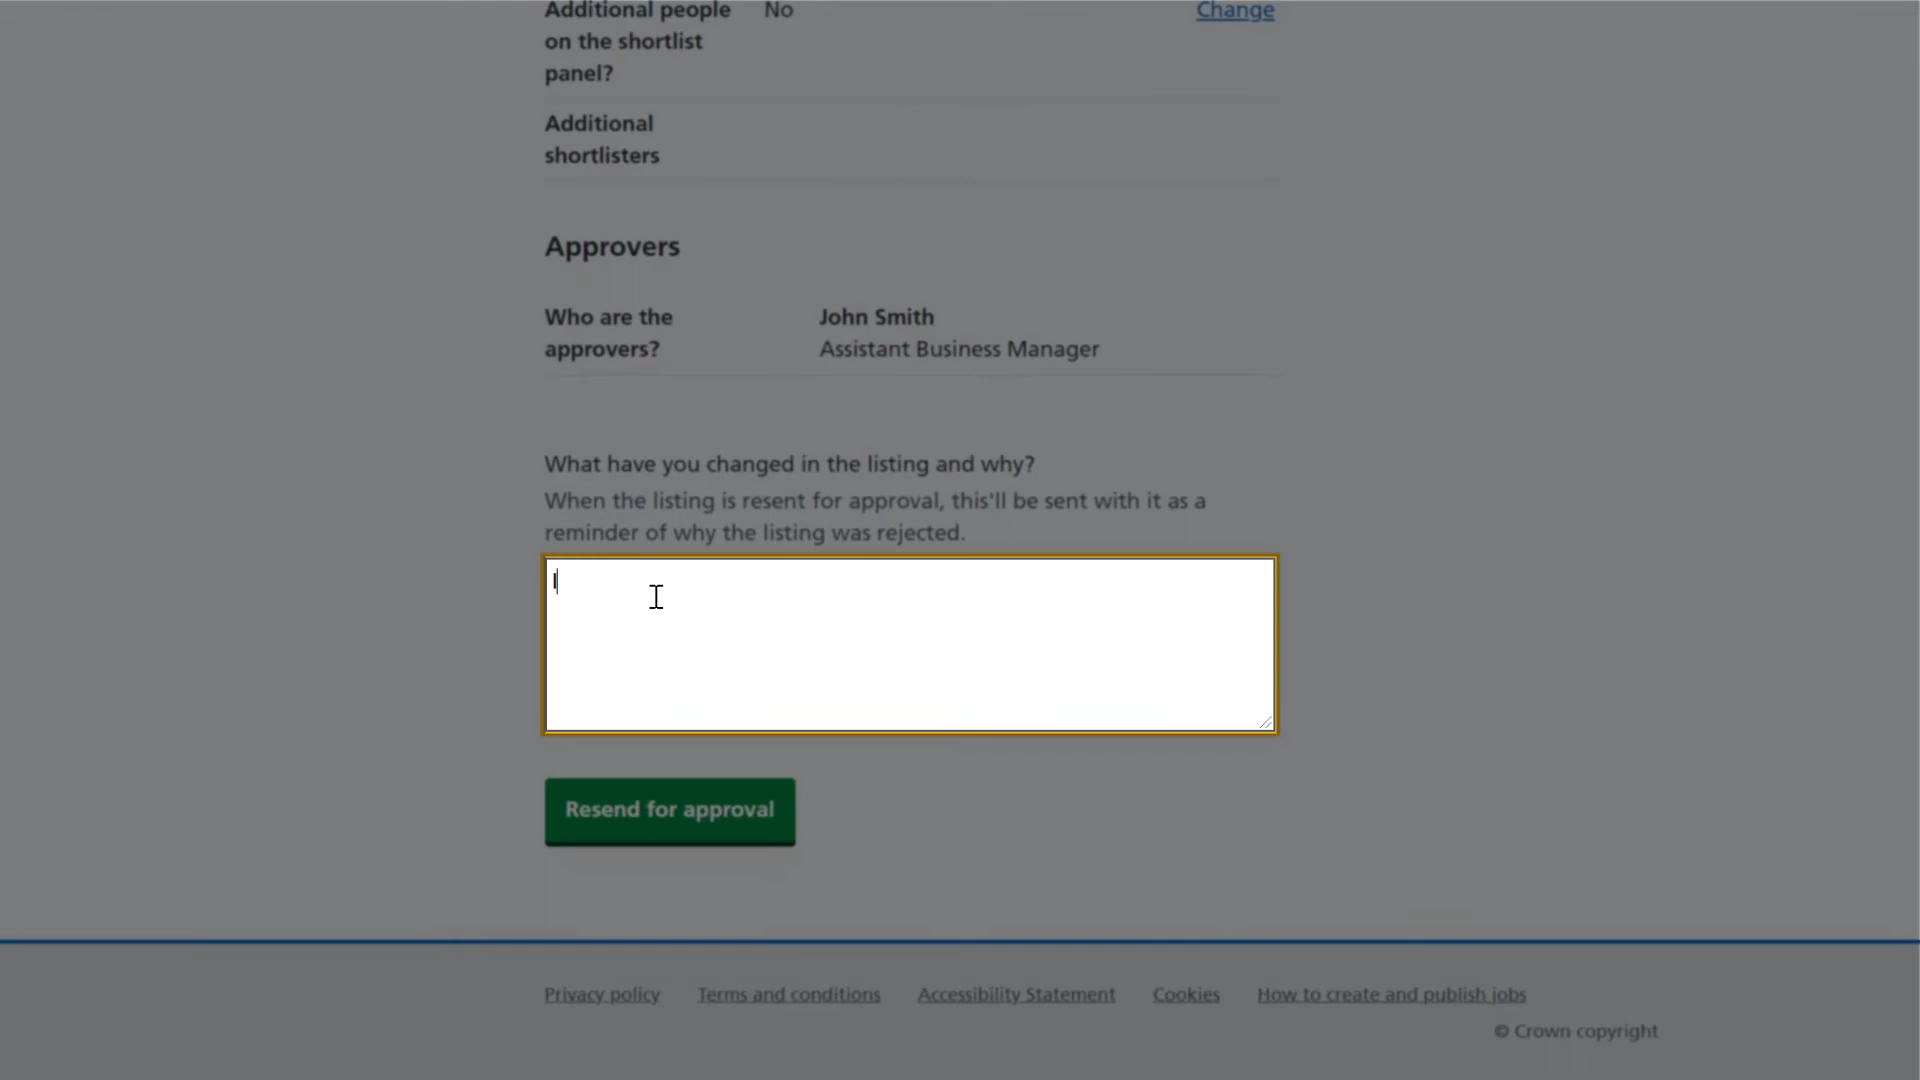 Additional people No Change
on the shortlist
panel?
Additional
shortlisters
Approvers
Who are the John Smith
approvers? Assistant Business Manager
What have you changed in the listing and why?
When the listing is resent for approval, this'll be sent with it as a
reminder of why the listing was rejected.
I
Resend for approval
Privacy policy Terms and conditions Accessibility Statement Cookies How to create and publish jobs
© Crown copyright